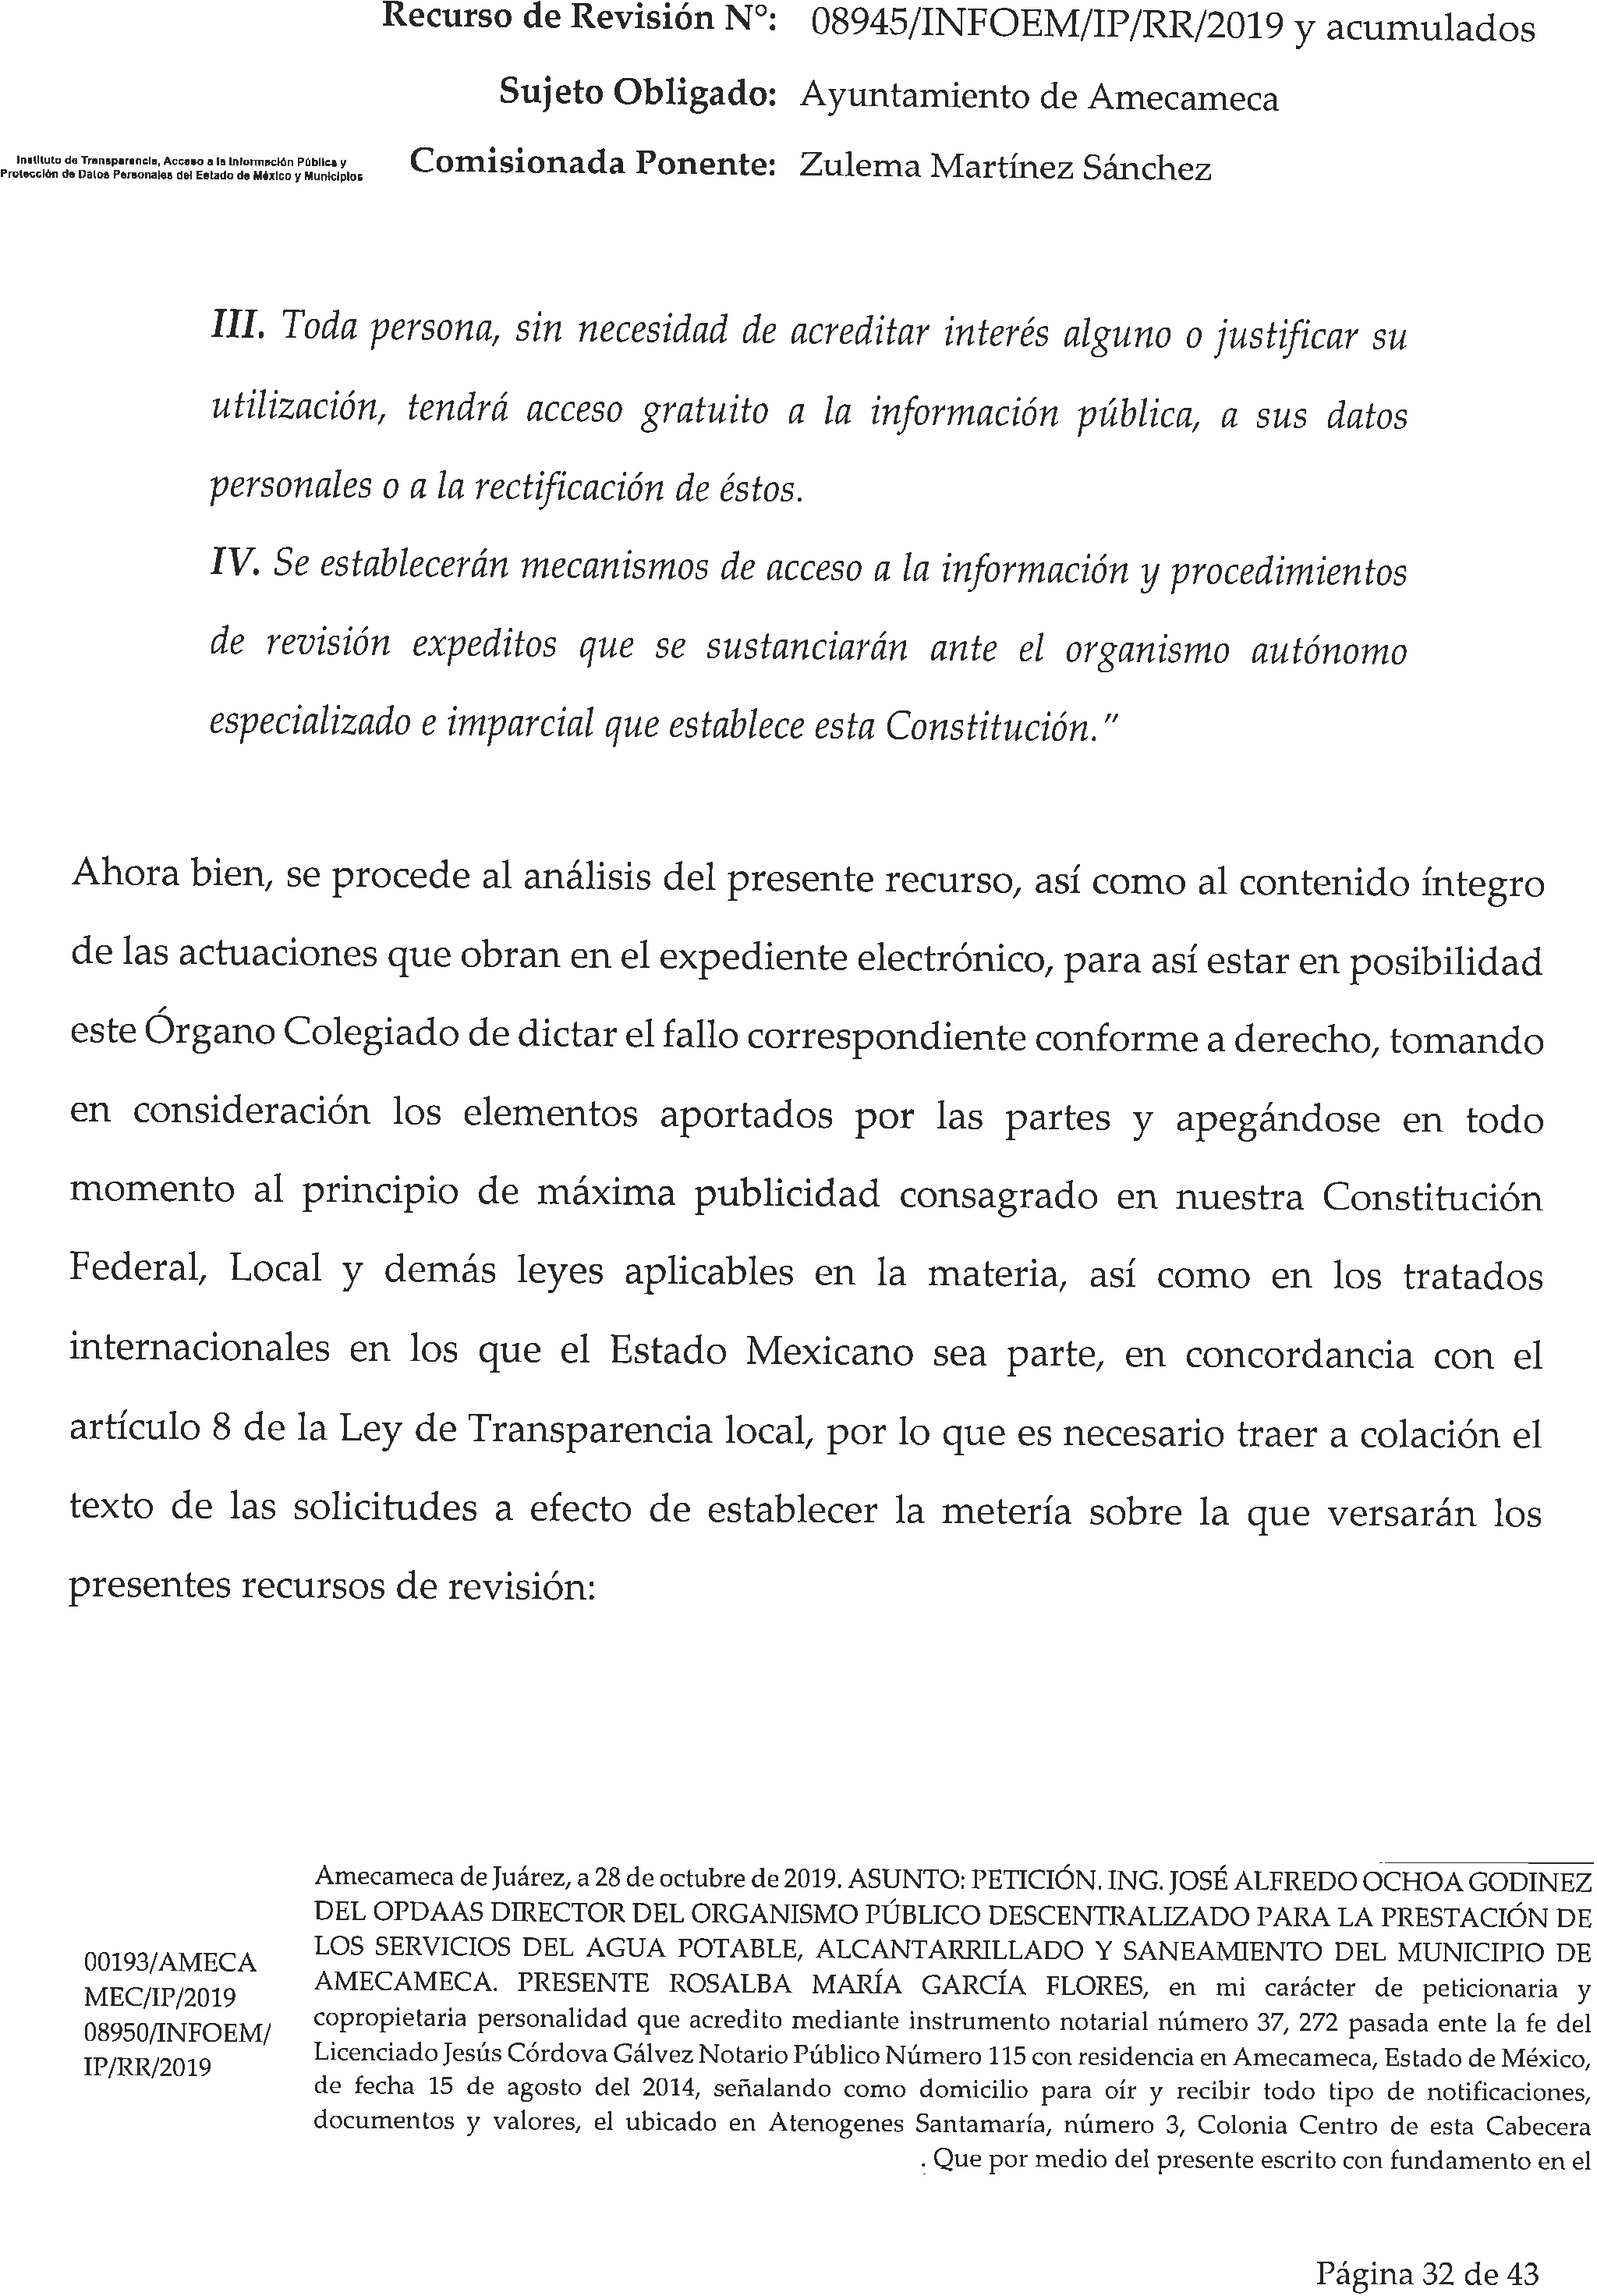 Recurso de Revisión N°: 08945/INFOEM/IP/RR/2019 y acumulados
Sujeto Obligado: Ayuntamiento de Amecameca
Instituto de Transparencia, Acceso a la Información Pública y
Protección de Datos Personales del Estado de México y Municipios
Comisionada Ponente: Zulema Martínez Sánchez
III. Toda persona, sin necesidad de acreditar interés alguno o justificar su
utilización, tendrá acceso gratuito a la información pública, a sus datos
personales o a la rectificación de éstos.
IV. Se establecerán mecanismos de acceso a la información y procedimientos
de revisión expeditos que se sustanciarán ante el organismo autónomo
especializado e imparcial que establece esta Constitución."
Ahora bien, se procede al análisis del presente recurso, así como al contenido íntegro
de las actuaciones que obran en el expediente electrónico, para así estar en posibilidad
este Órgano Colegiado de dictar el fallo correspondiente conforme a derecho, tomando
en consideración los elementos aportados por las partes y apegándose en todo
momento al principio de máxima publicidad consagrado en nuestra Constitución
Federal, Local y demás leyes aplicables en la materia, así como en los tratados
internacionales en los que el Estado Mexicano sea parte, en concordancia con el
artículo 8 de la Ley de Transparencia local, por lo que es necesario traer a colación el
texto de las solicitudes a efecto de establecer la metería sobre la que versarán los
presentes recursos de revisión:
00193/AMECA
MEC/IP/2019
08950/INFOEM/
IP/RR/2019
Amecameca de Juárez, a 28 de octubre de 2019. ASUNTO: PETICIÓN. ING. JOSÉ ALFREDO OCHOA GODINEZ
DEL OPDAAS DIRECTOR DEL ORGANISMO PÚBLICO DESCENTRALIZADO PARA LA PRESTACIÓN DE
LOS SERVICIOS DEL AGUA POTABLE, ALCANTARRILLADO Y SANEAMIENTO DEL MUNICIPIO DE
AMECAMECA. PRESENTE ROSALBA MARÍA GARCÍA FLORES, en mi carácter de peticionaria y
copropietaria personalidad que acredito mediante instrumento notarial número 37, 272 pasada ente la fe del
Licenciado Jesús Córdova Gálvez Notario Público Número 115 con residencia en Amecameca, Estado de México,
de fecha 15 de agosto del 2014, señalando como domicilio para oír y recibir todo tipo de notificaciones,
documentos y valores, el ubicado en Atenogenes Santamaría, número 3, Colonia Centro de esta Cabecera
. Que por medio del presente escrito con fundamento en el
Página 32 de 43